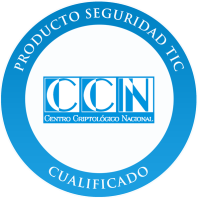 PRODUCTO SEGURIDAD TIC
CCN
CENTRO CRIPTOLÓGICO NACIONAL
CUALIFICADO